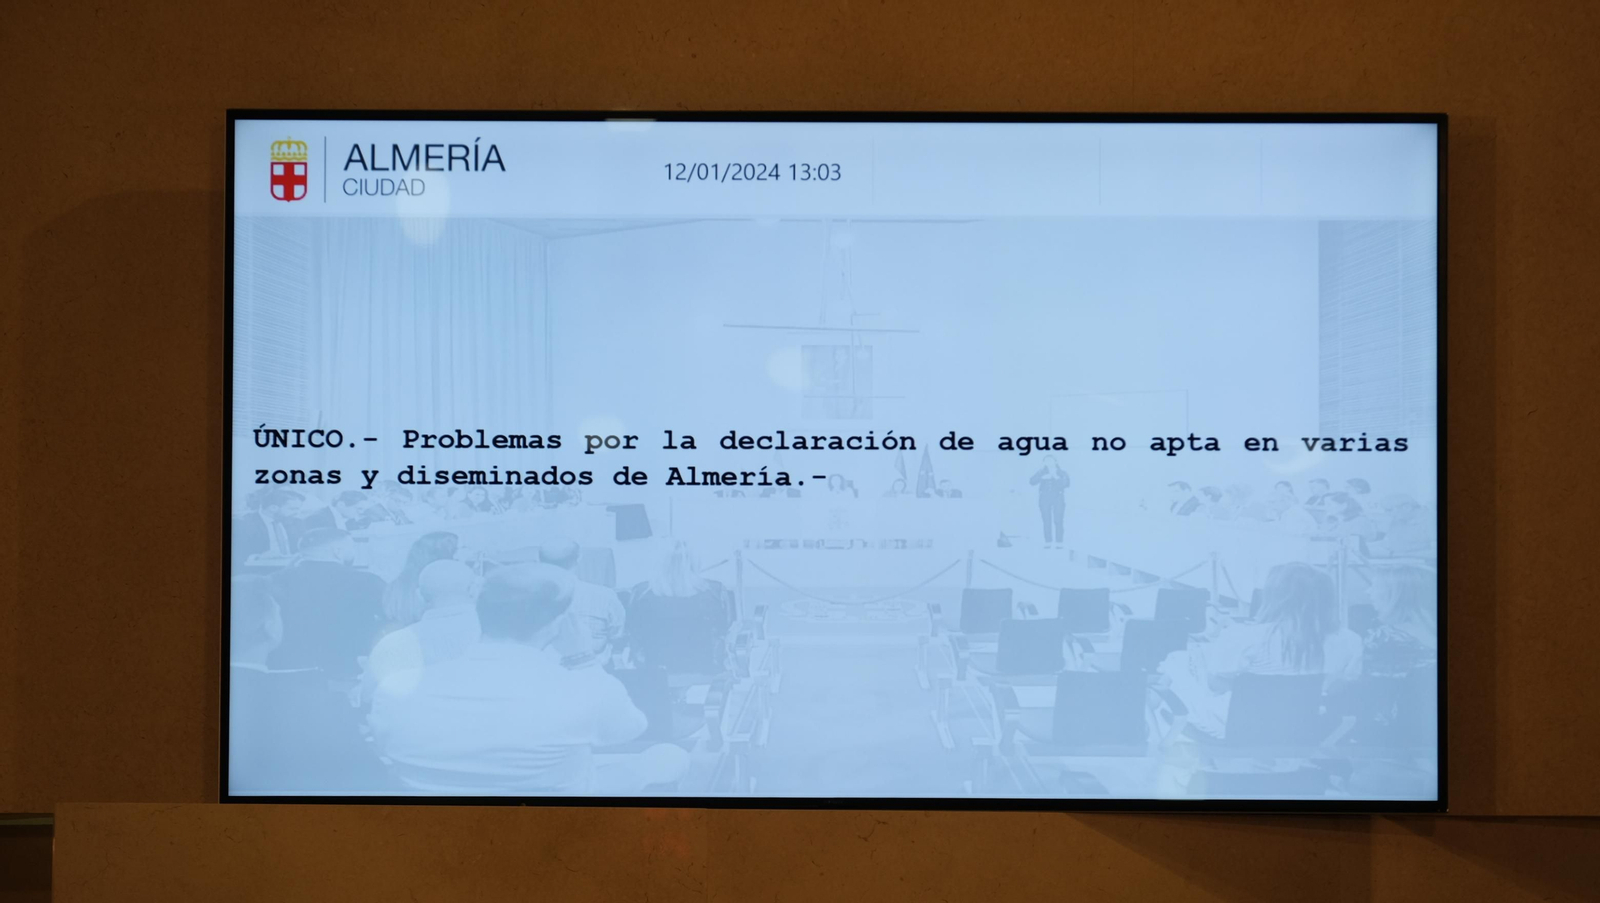 ALMERÍA
CIUDAD
12/01/2024 13:03
ÚNICO.- Problemas por la declaración de agua no apta en varias
zonas y diseminados de Almería.-